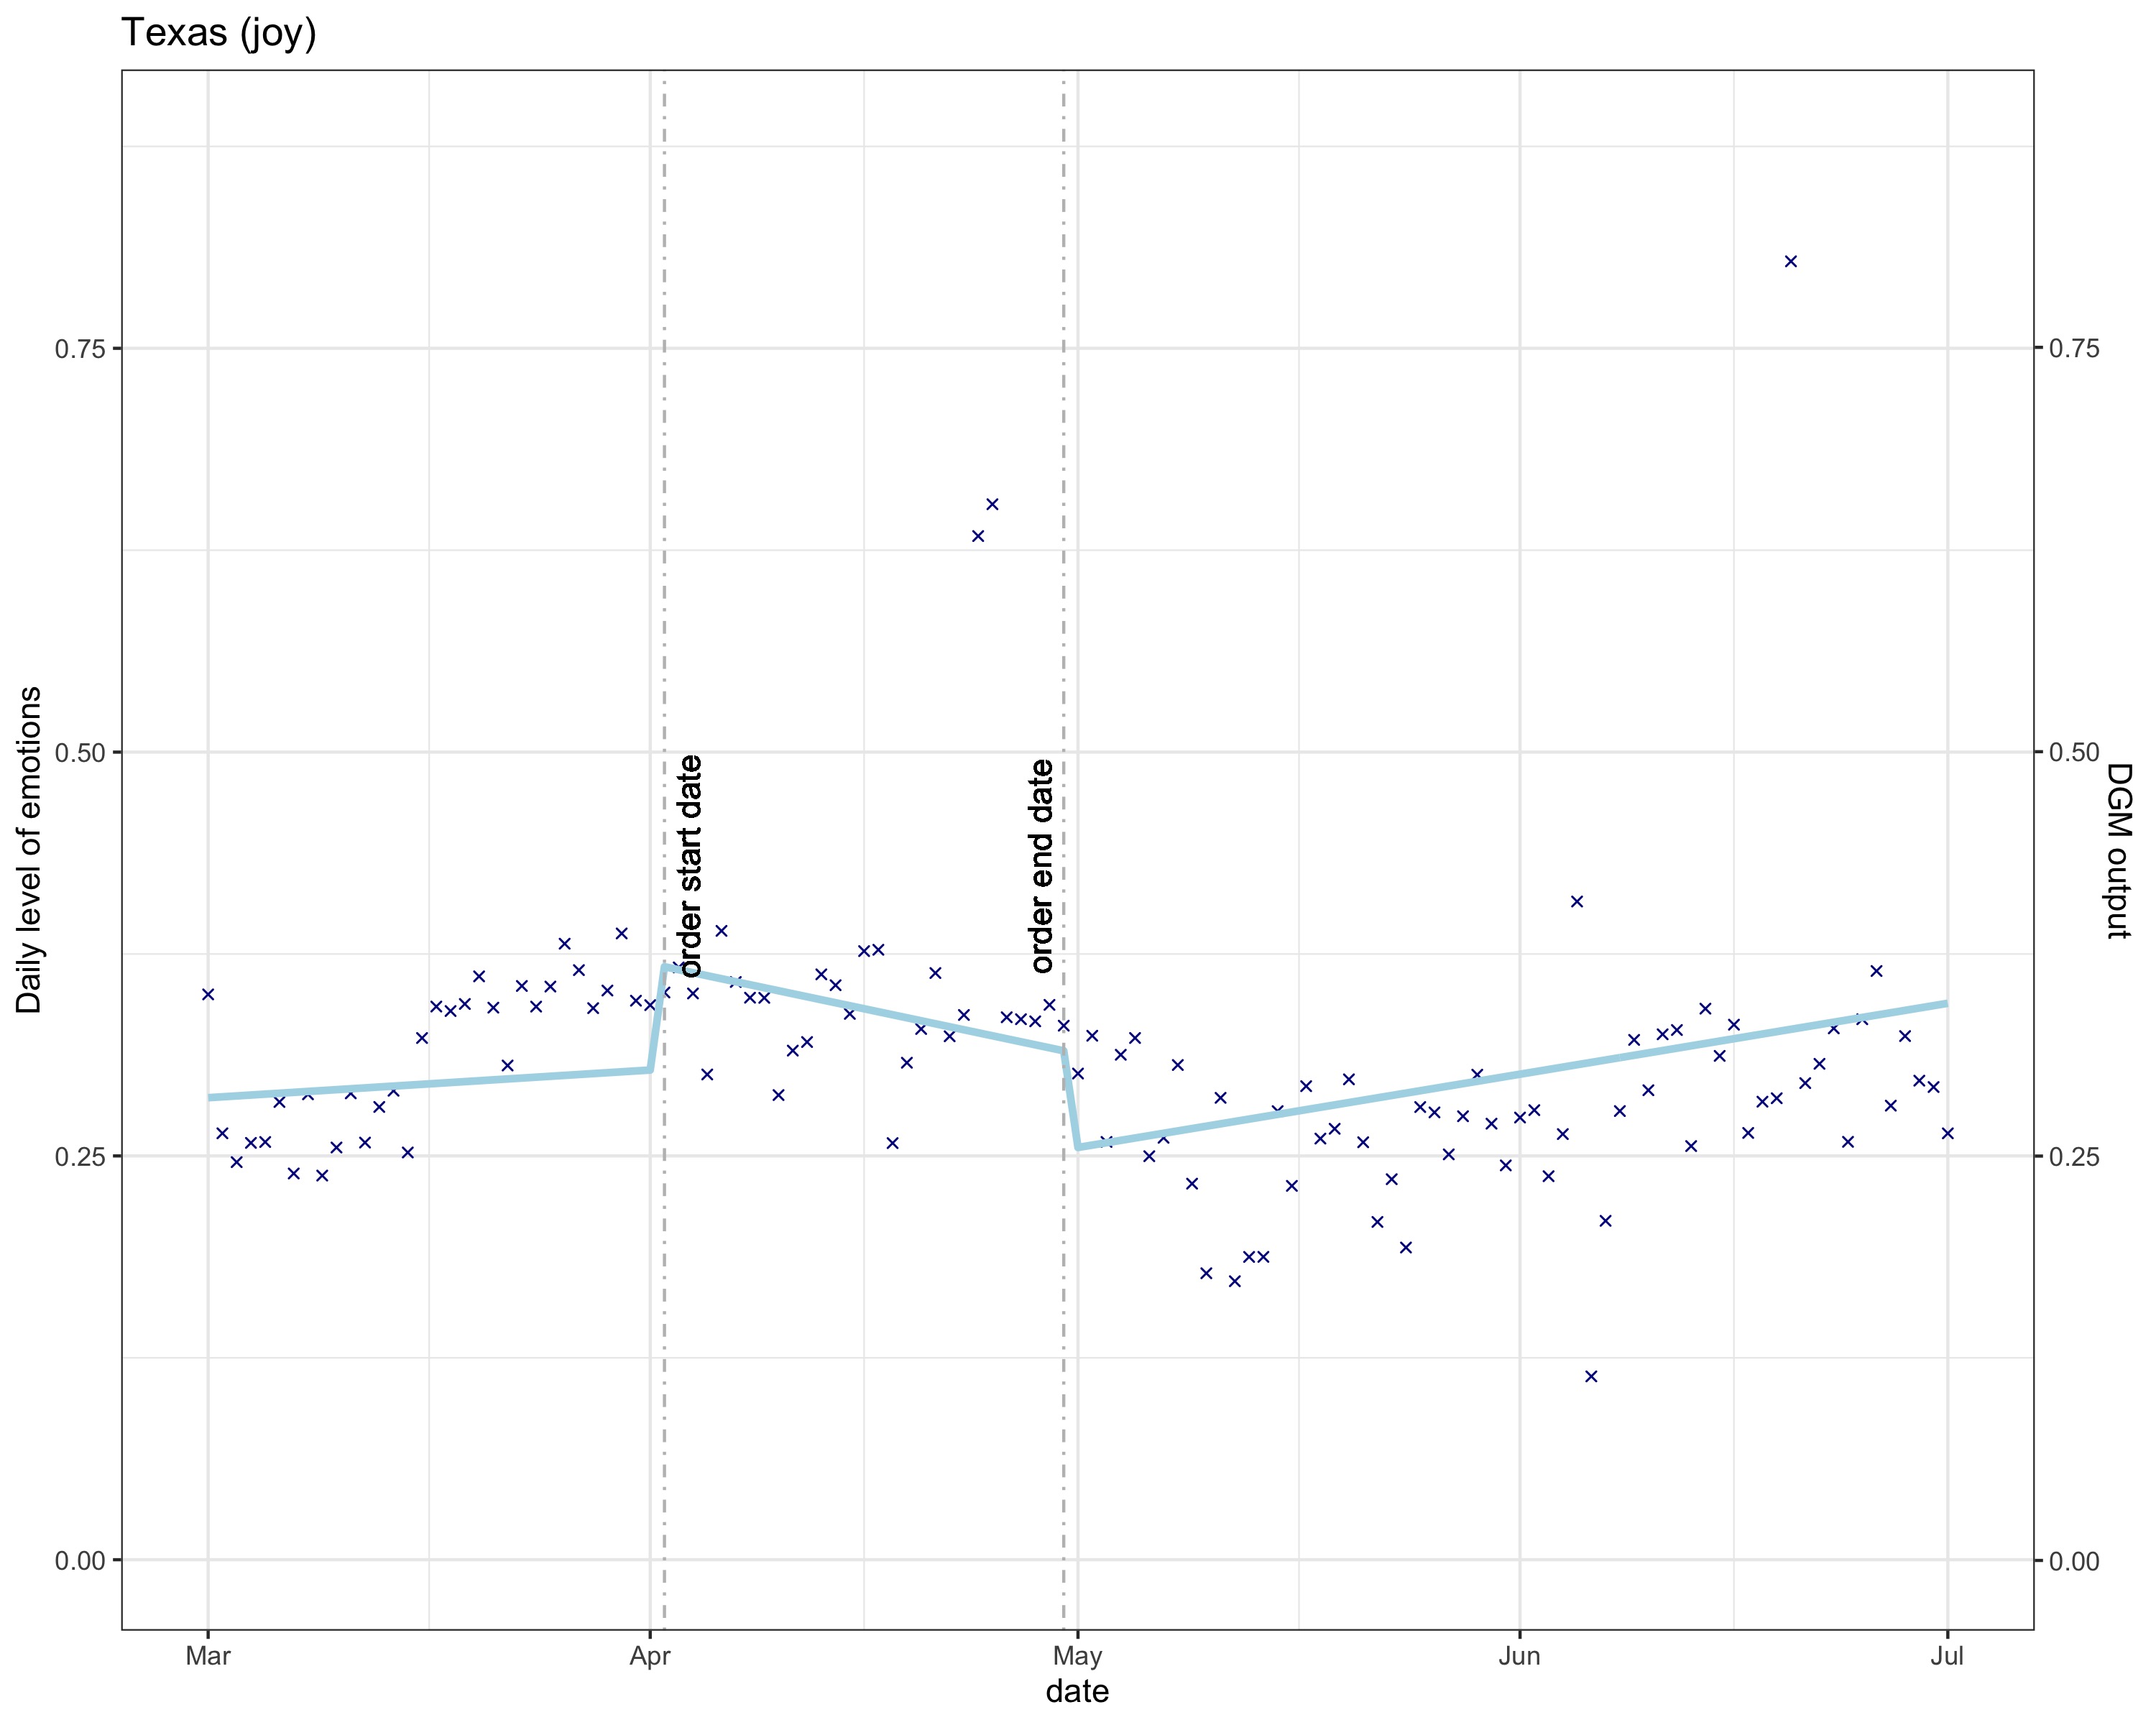 Texas (joy)
Daily level of emotions
0.75
0.50
0.25
0.00
order start date
order end date
0.75
0.50
0.25
0.00
DGM output
Mar
Apr
May
Jun
Jul
date